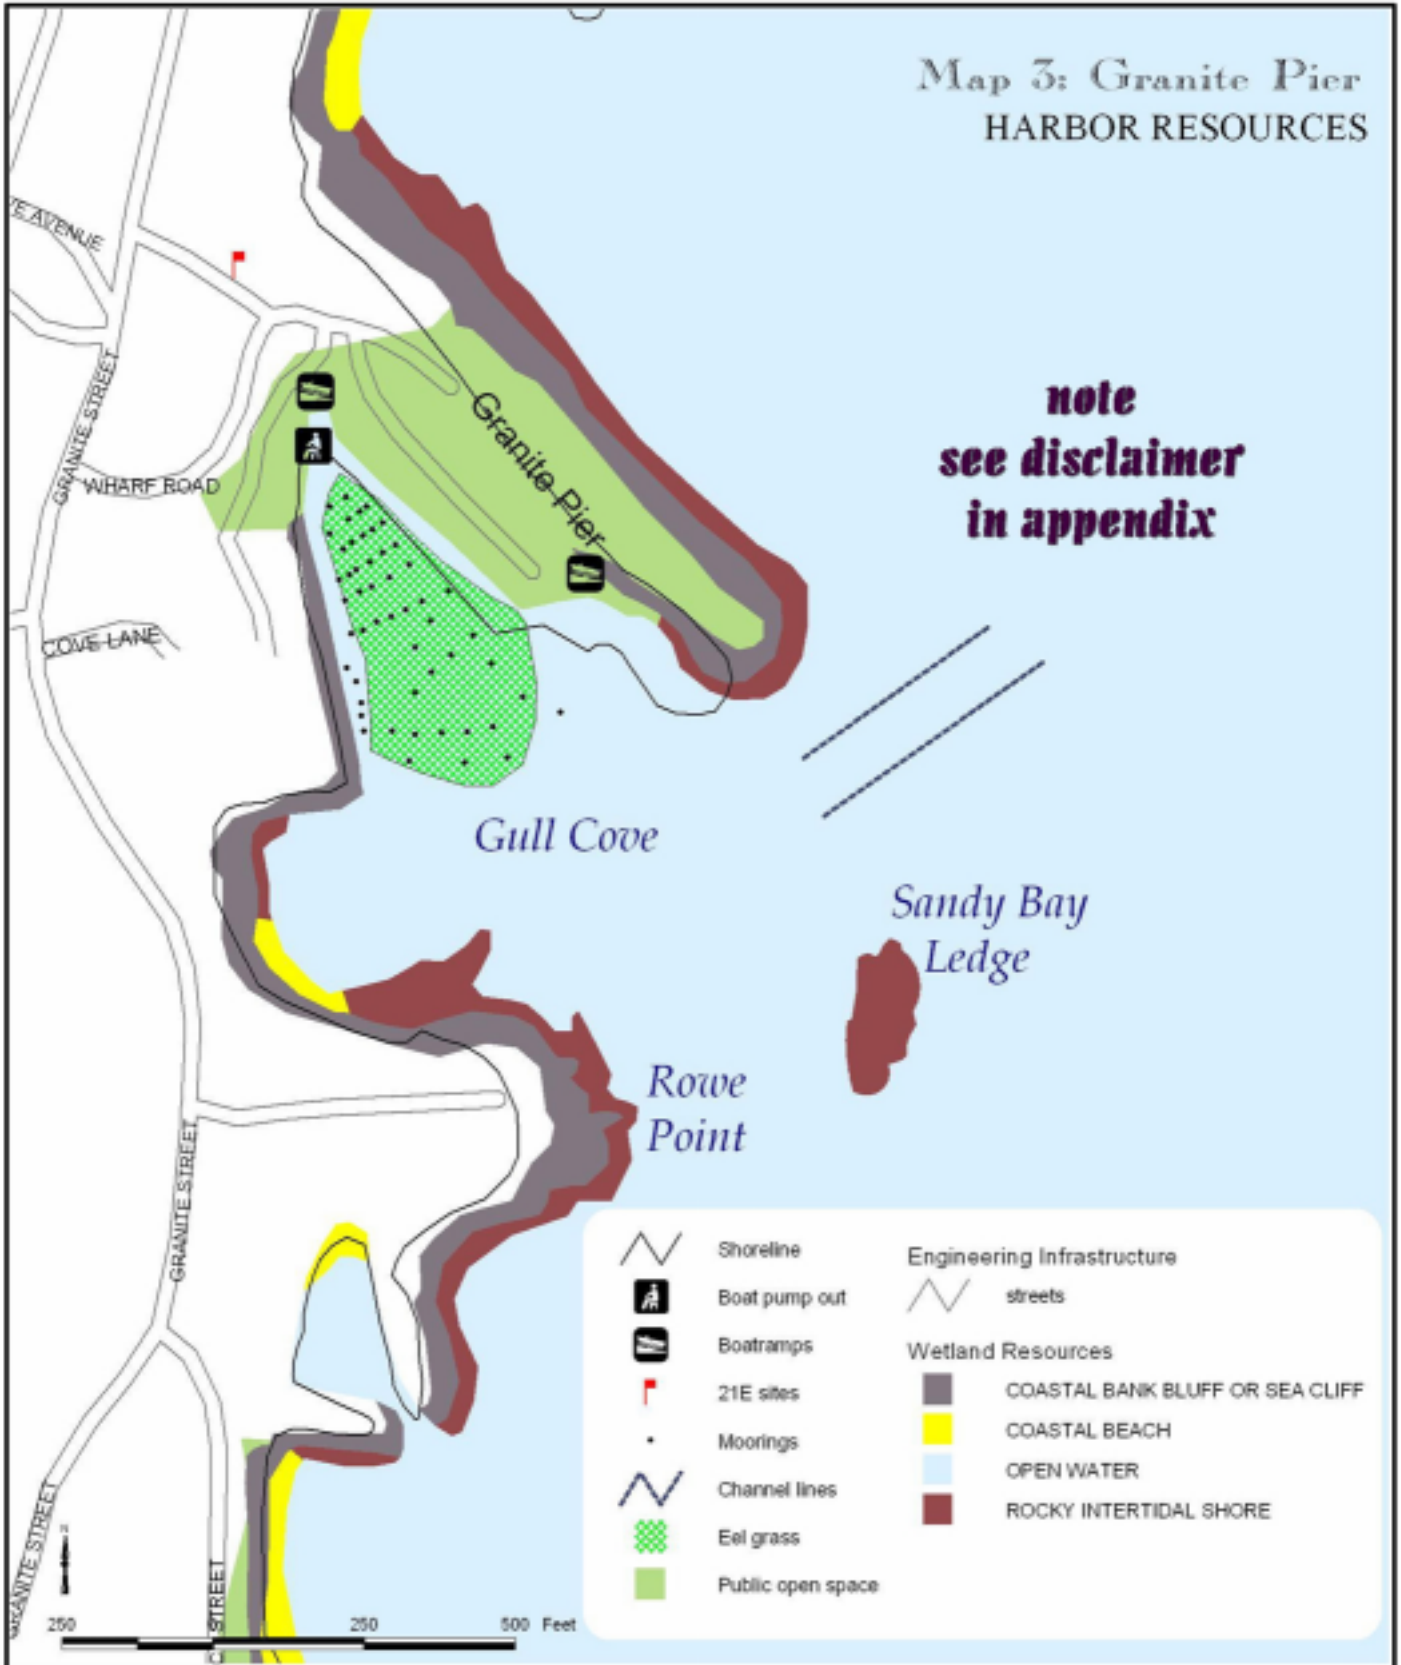 Map 3: Granite Pier
HARBOR RESOURCES
VE AVENUE
GRANITE STREET
WHARF ROAD
Granite Pier
note
see disclaimer
in appendix
COVE LANE
Gull Cove
Sandy Bay
Ledge
Rowe
Point
GRANITE STREET
GRANITE STREET
C STREET
Shoreline
Boat pump out
Boatramps
21E sites
Moorings
Channel lines
Eel grass
Public open space
Engineering Infrastructure
streets
Wetland Resources
COASTAL BANK BLUFF OR SEA CLIFF
COASTAL BEACH
OPEN WATER
ROCKY INTERTIDAL SHORE
250 250 500 Feet